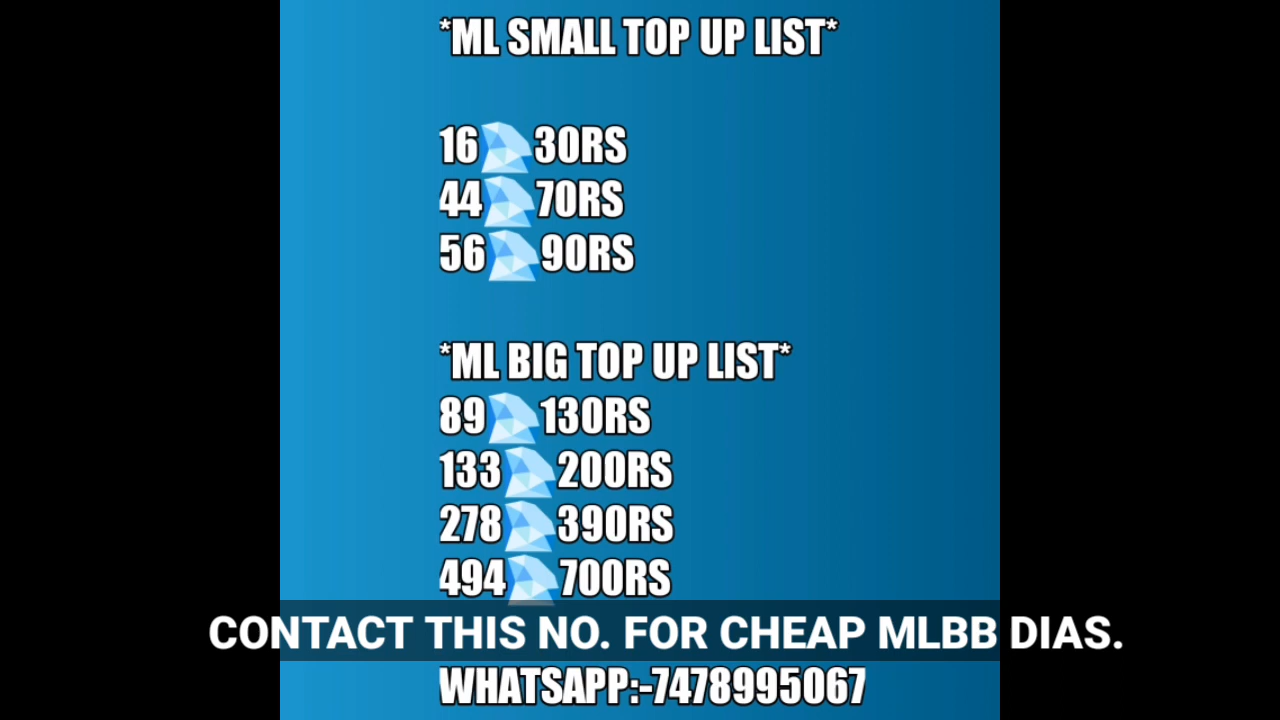 *ML SMALL TOP UP LIST*
16💎30RS
44💎70RS
56💎90RS
*ML BIG TOP UP LIST*
89💎130RS
133💎200RS
278💎390RS
494💎700RS
CONTACT THIS NO. FOR CHEAP MLBB DIAS.
WHATSAPP:-7478995067